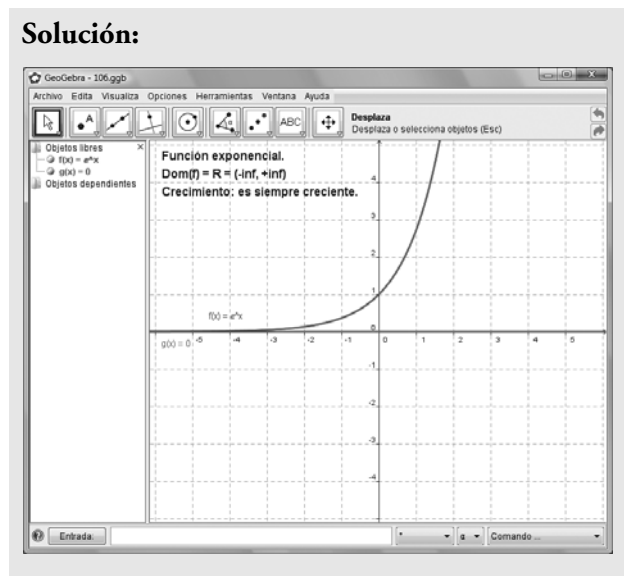 Solución:
GeoGebra - 106.ggb
Archivo Edita Visualiza Opciones Herramientas Ventana Ayuda
A
α
ABC
Desplaza
Desplaza o selecciona objetos (Esc)
Objetos libres
f(x) = e^x
g(x) = 0
Objetos dependientes
Función exponencial.
Dom(f) = R = (-inf, +inf)
Crecimiento: es siempre creciente.
4
3
2
1
f(x) = e^x
0
g(x) = 0 -5 -4 -3 -2 -1 0 1 2 3 4 5
-1
-2
-3
-4
Entrada:
α
Comando ...